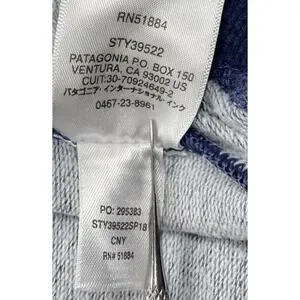 RN51884
STY39522
PATAGONIA P.O. BOX 150
VENTURA, CA 93002 US
CUIT:30-70924649-2
パタゴニア・インターナショナル・インク
0467-23-8961
PO: 295383
STY39522SP18
CNY
RN# 51884